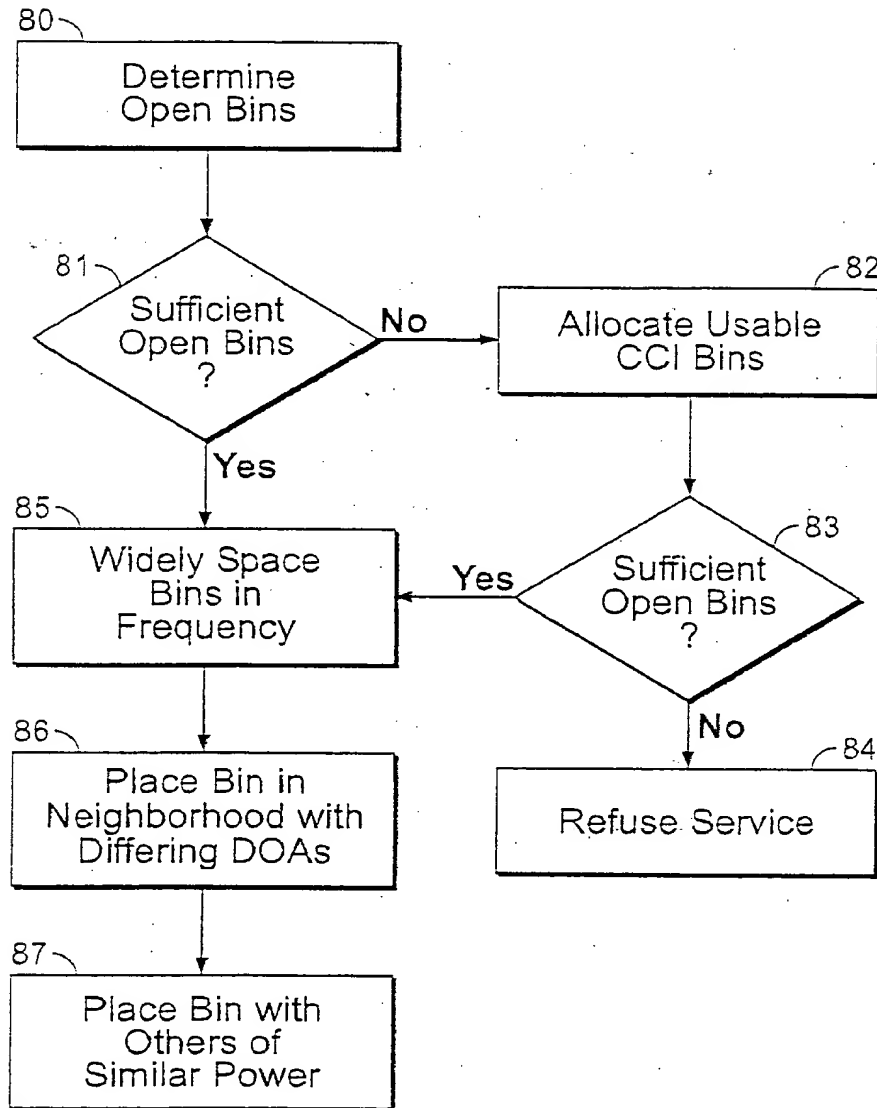 80
Determine
Open Bins
81
Sufficient
Open Bins
?
No
82
Allocate Usable
CCI Bins
Yes
85
Widely Space
Bins in
Frequency
Yes
83
Sufficient
Open Bins
?
No
86
Place Bin in
Neighborhood with
Differing DOAs
84
Refuse Service
87
Place Bin with
Others of
Similar Power